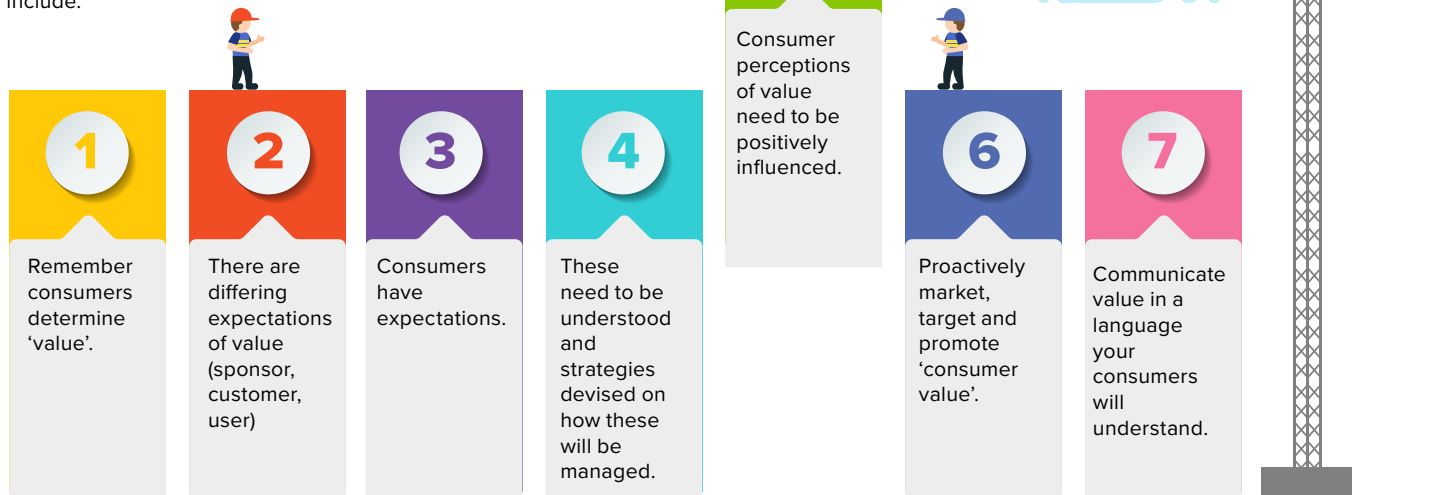 include:
1
Remember
consumers
determine
‘value’.
2
There are
differing
expectations
of value
(sponsor,
customer,
user)
3
Consumers
have
expectations.
4
These
need to be
understood
and
strategies
devised on
how these
will be
managed.
Consumer
perceptions
of value
need to be
positively
influenced.
6
Proactively
market,
target and
promote
‘consumer
value’.
7
Communicate
value in a
language
your
consumers
will
understand.